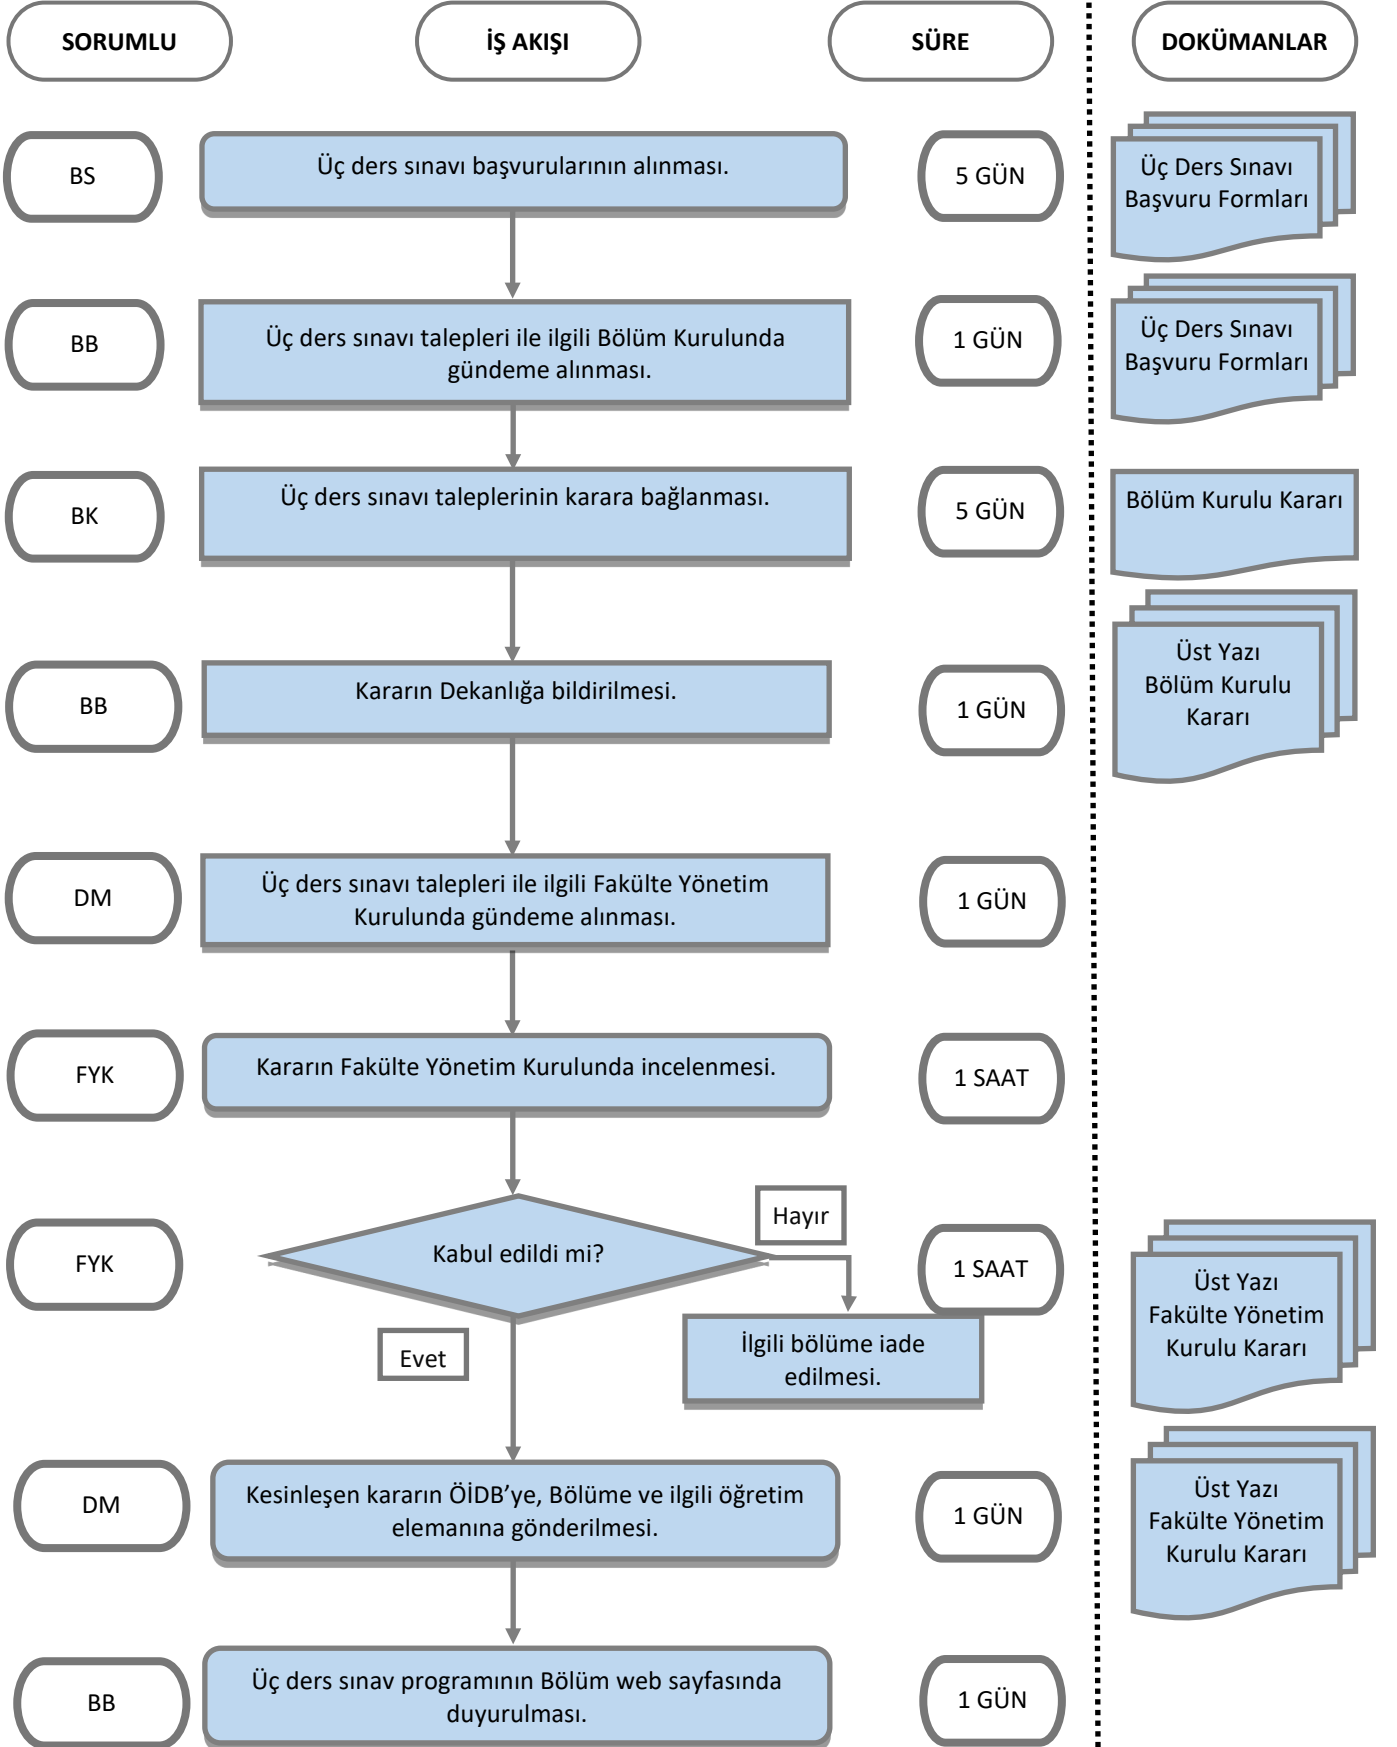 SORUMLU
İŞ AKIŞI
SÜRE
DOKÜMANLAR
BS
Üç ders sınavı başvurularının alınması.
5 GÜN
Üç Ders Sınavı
Başvuru Formları
BB
Üç ders sınavı talepleri ile ilgili Bölüm Kurulunda
gündeme alınması.
1 GÜN
Üç Ders Sınavı
Başvuru Formları
BK
Üç ders sınavı taleplerinin karara bağlanması.
5 GÜN
Bölüm Kurulu Kararı
BB
Kararın Dekanlığa bildirilmesi.
1 GÜN
Üst Yazı
Bölüm Kurulu
Kararı
DM
Üç ders sınavı talepleri ile ilgili Fakülte Yönetim
Kurulunda gündeme alınması.
1 GÜN
FYK
Kararın Fakülte Yönetim Kurulunda incelenmesi.
1 SAAT
FYK
Kabul edildi mi?
Hayır
1 SAAT
Üst Yazı
Fakülte Yönetim
Kurulu Kararı
Evet
İlgili bölüme iade
edilmesi.
DM
Kesinleşen kararın ÖİDB’ye, Bölüme ve ilgili öğretim
elemanına gönderilmesi.
1 GÜN
Üst Yazı
Fakülte Yönetim
Kurulu Kararı
BB
Üç ders sınav programının Bölüm web sayfasında
duyurulması.
1 GÜN